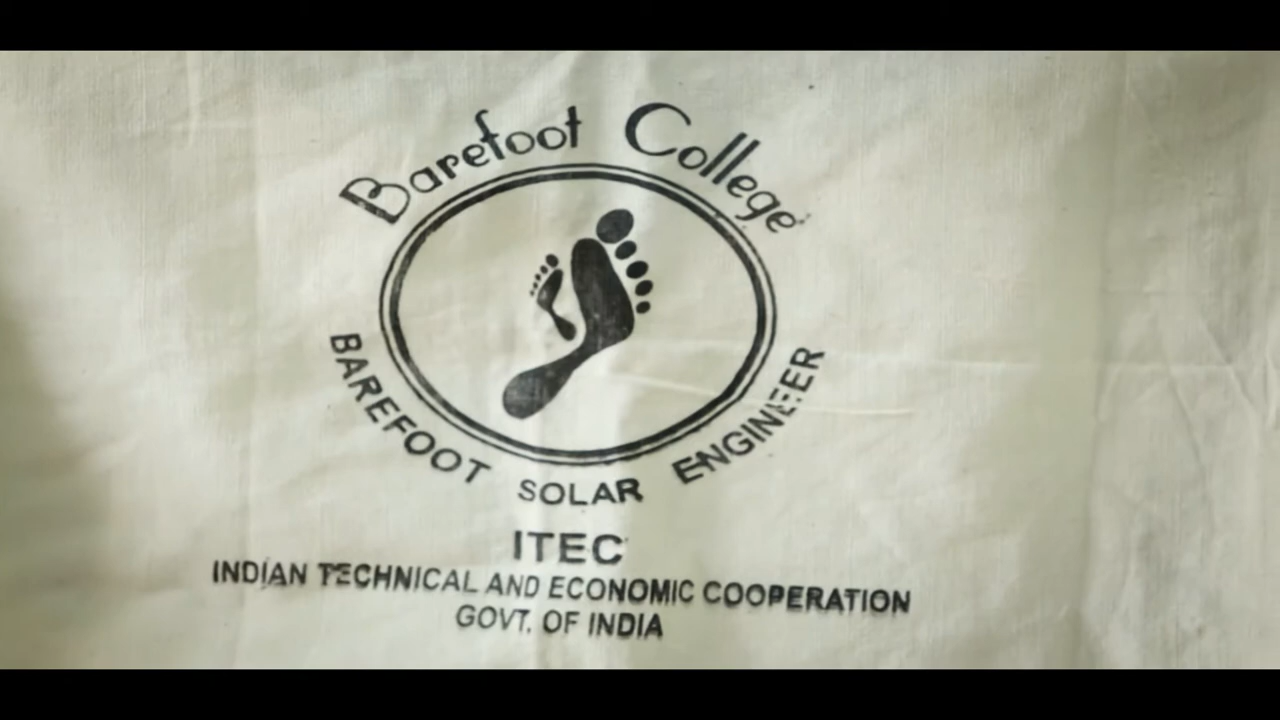 Barefoot College
BAREFOOT SOLAR ENGINEER
ITEC
INDIAN TECHNICAL AND ECONOMIC COOPERATION
GOVT. OF INDIA